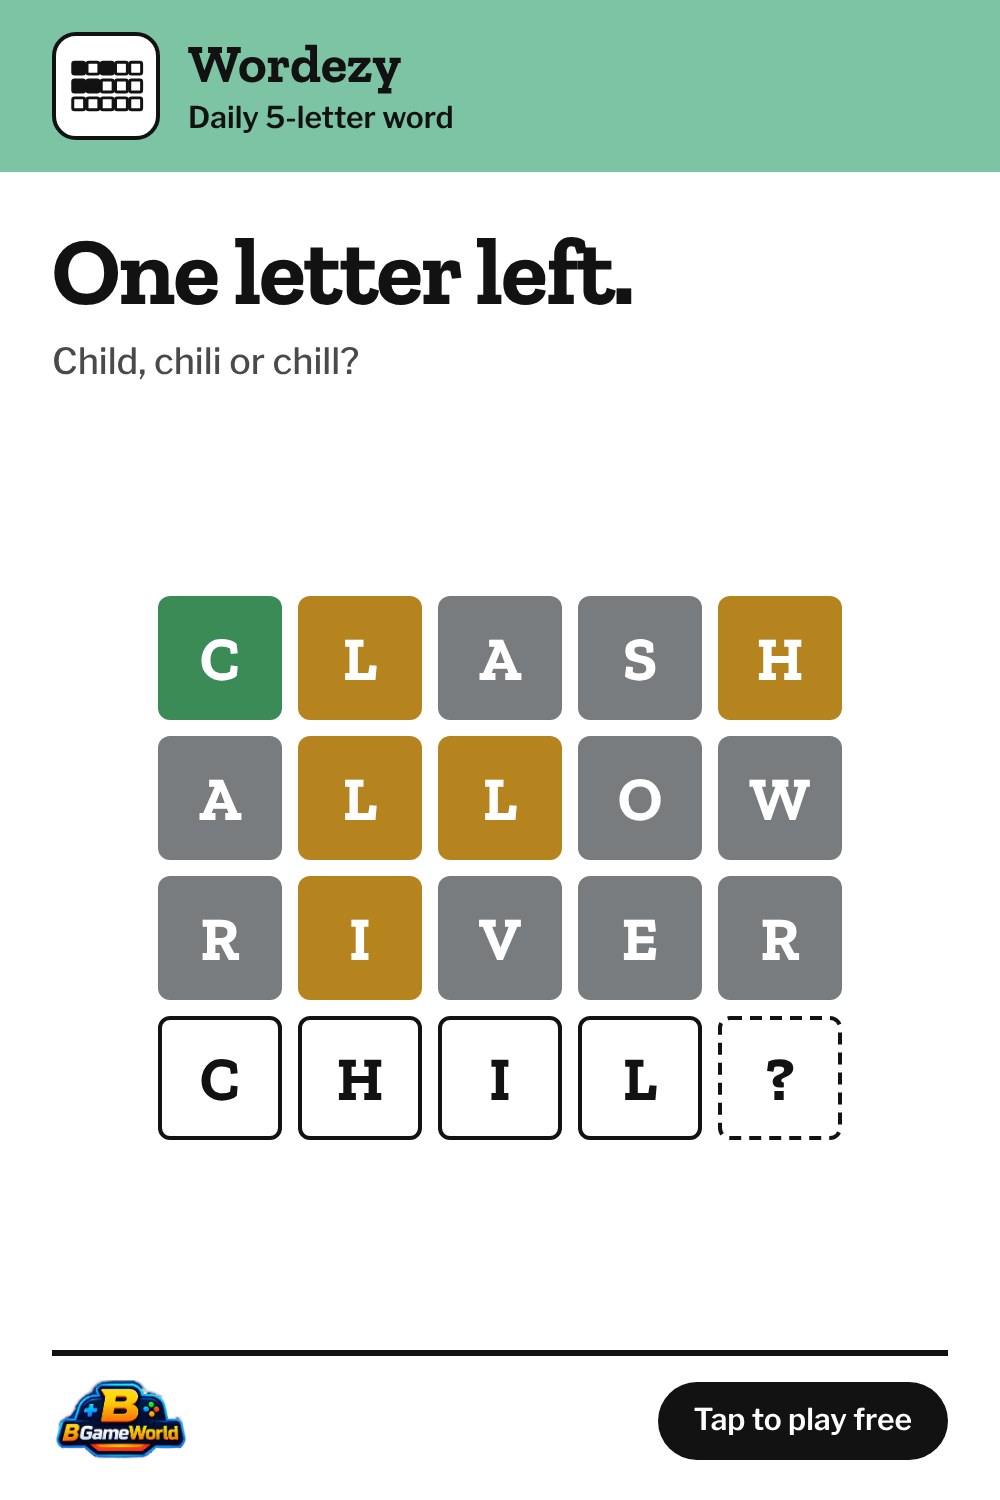 Wordezy
Daily 5-letter word
One letter left.
Child, chili or chill?
C L A S H
A L L O W
R I V E R
C H I L ?
B
BGameWorld
Tap to play free